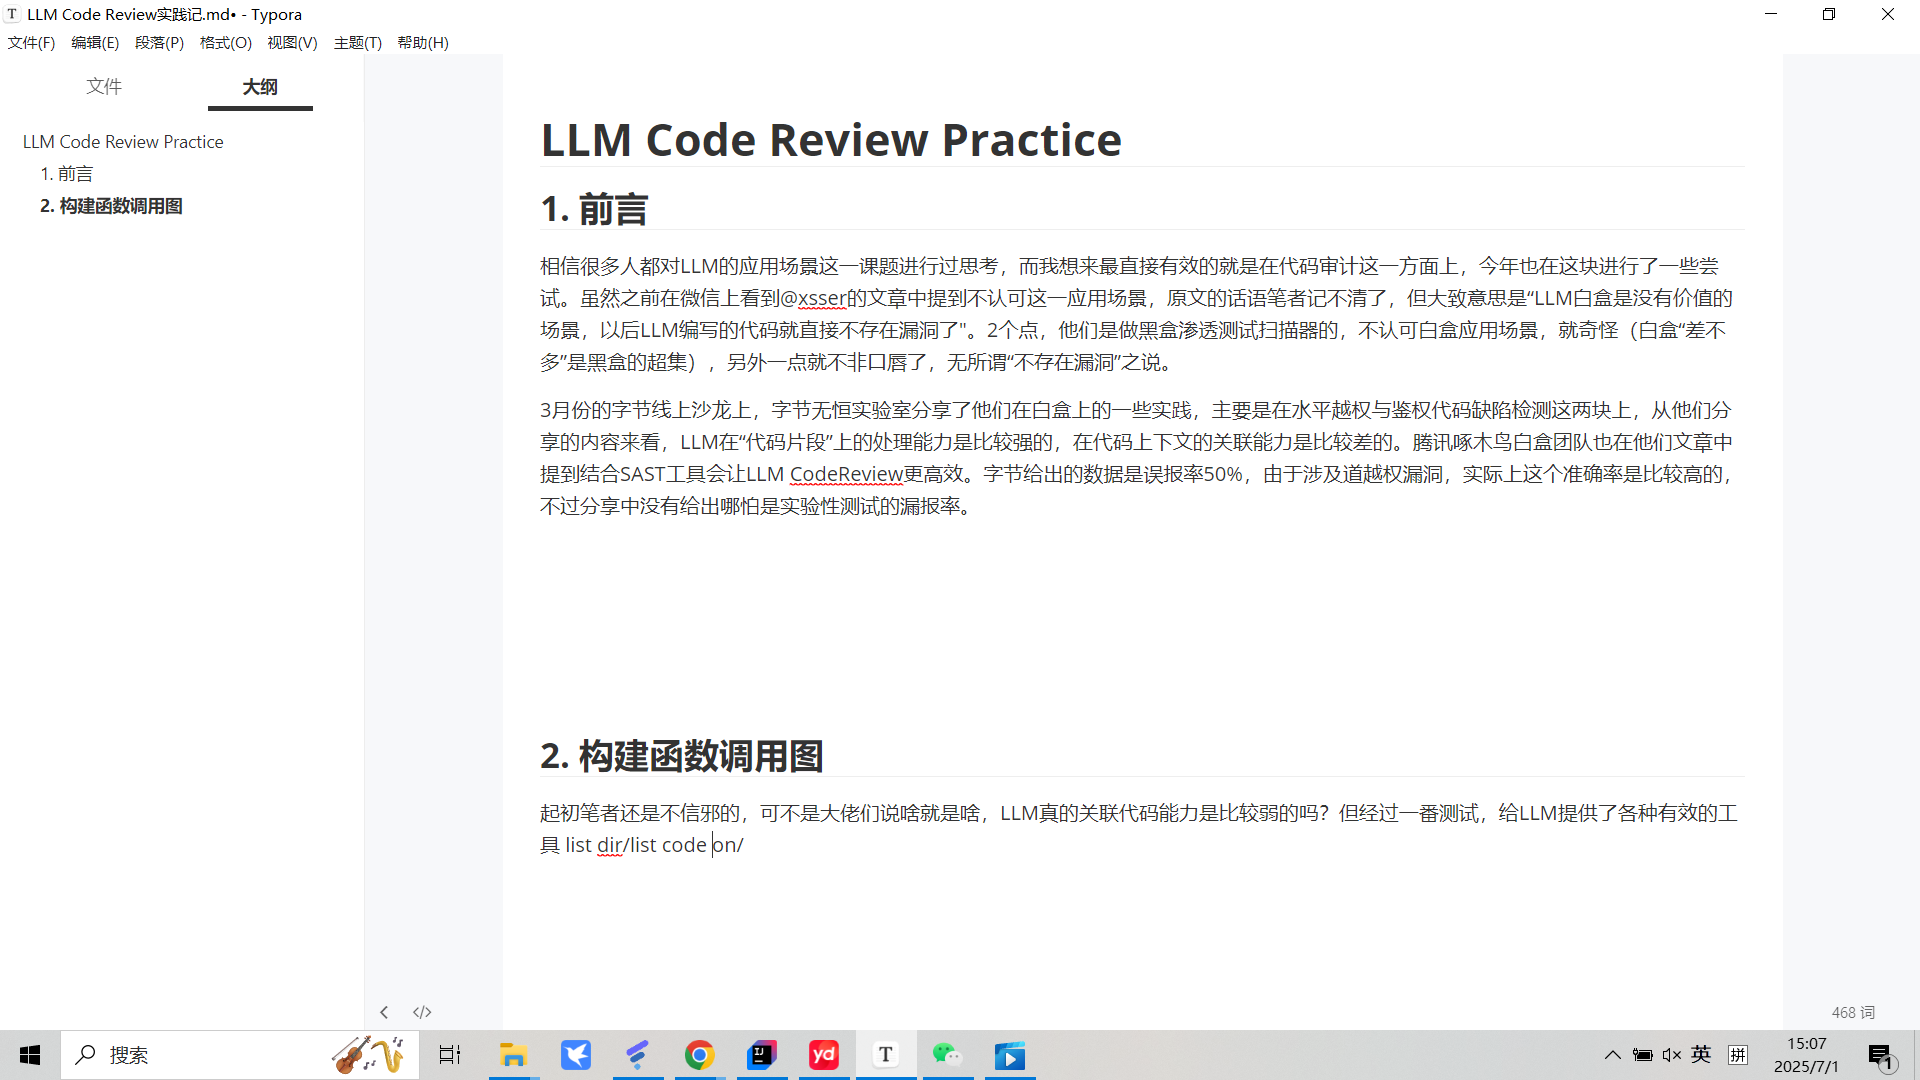 LLM Code Review实践记.md• - Typora
文件(F) 编辑(E) 段落(P) 格式(O) 视图(V) 主题(T) 帮助(H)
文件 大纲
LLM Code Review Practice
1. 前言
2. 构建函数调用图
LLM Code Review Practice
1. 前言
相信很多人都对LLM的应用场景这一课题进行过思考，而我想来最直接有效的就是在代码审计这一方面上，今年也在这块进行了一些尝
试。虽然之前在微信上看到@xsser的文章中提到不认可这一应用场景，原文的话语笔者记不清了，但大致意思是“LLM白盒是没有价值的
场景，以后LLM编写的代码就直接不存在漏洞了"。2个点，他们是做黑盒渗透测试扫描器的，不认可白盒应用场景，就奇怪（白盒“差不
多”是黑盒的超集），另外一点就不非口唇了，无所谓“不存在漏洞”之说。
3月份的字节线上沙龙上，字节无恒实验室分享了他们在白盒上的一些实践，主要是在水平越权与鉴权代码缺陷检测这两块上，从他们分
享的内容来看，LLM在“代码片段”上的处理能力是比较强的，在代码上下文的关联能力是比较差的。腾讯啄木鸟白盒团队也在他们文章中
提到结合SAST工具会让LLM CodeReview更高效。字节给出的数据是误报率50%，由于涉及道越权漏洞，实际上这个准确率是比较高的，
不过分享中没有给出哪怕是实验性测试的漏报率。
2. 构建函数调用图
起初笔者还是不信邪的，可不是大佬们说啥就是啥，LLM真的关联代码能力是比较弱的吗？但经过一番测试，给LLM提供了各种有效的工
具 list dir/list code on/
468 词
搜索
yd
T
英
拼
15:07
2025/7/1
1